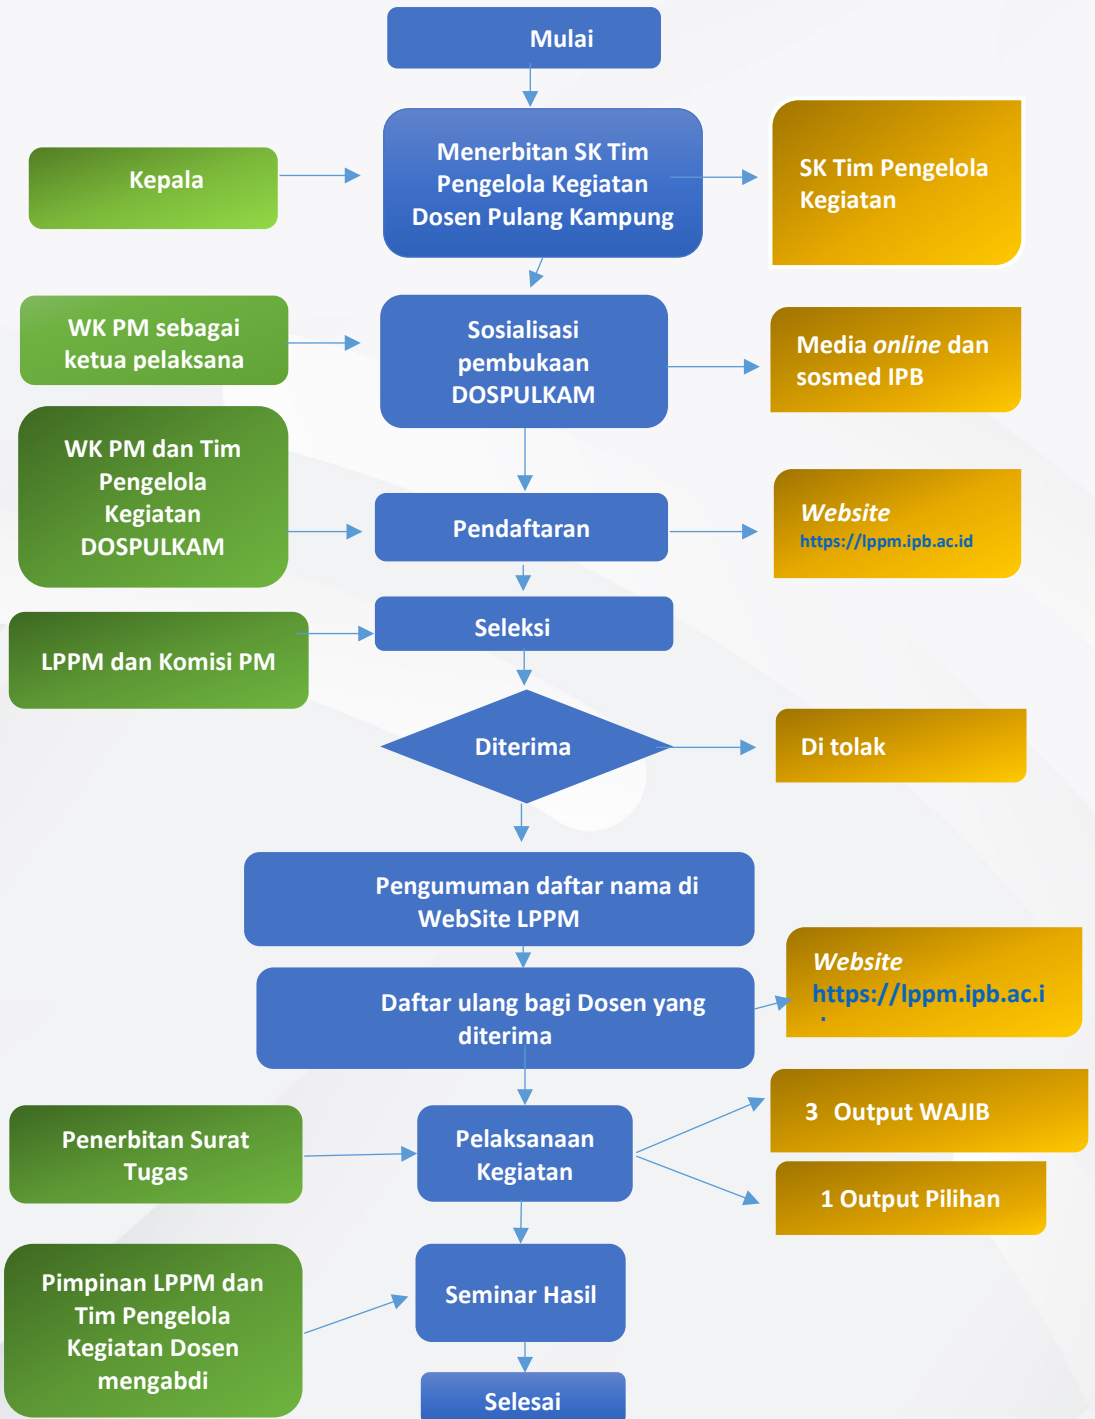 Mulai
Kepala
Menerbitan SK Tim
Pengelola Kegiatan
Dosen Pulang Kampung
SK Tim Pengelola
Kegiatan
WK PM sebagai
ketua pelaksana
Sosialisasi
pembukaan
DOSPULKAM
Media online dan
sosmed IPB
WK PM dan Tim
Pengelola
Kegiatan
DOSPULKAM
Pendaftaran
Website
https://lppm.ipb.ac.id
LPPM dan Komisi PM
Seleksi
Diterima
Di tolak
Pengumuman daftar nama di
WebSite LPPM
Daftar ulang bagi Dosen yang
diterima
Website
https://lppm.ipb.ac.i
Penerbitan Surat
Tugas
Pelaksanaan
Kegiatan
3 Output WAJIB
1 Output Pilihan
Pimpinan LPPM dan
Tim Pengelola
Kegiatan Dosen
mengabdi
Seminar Hasil
Selesai